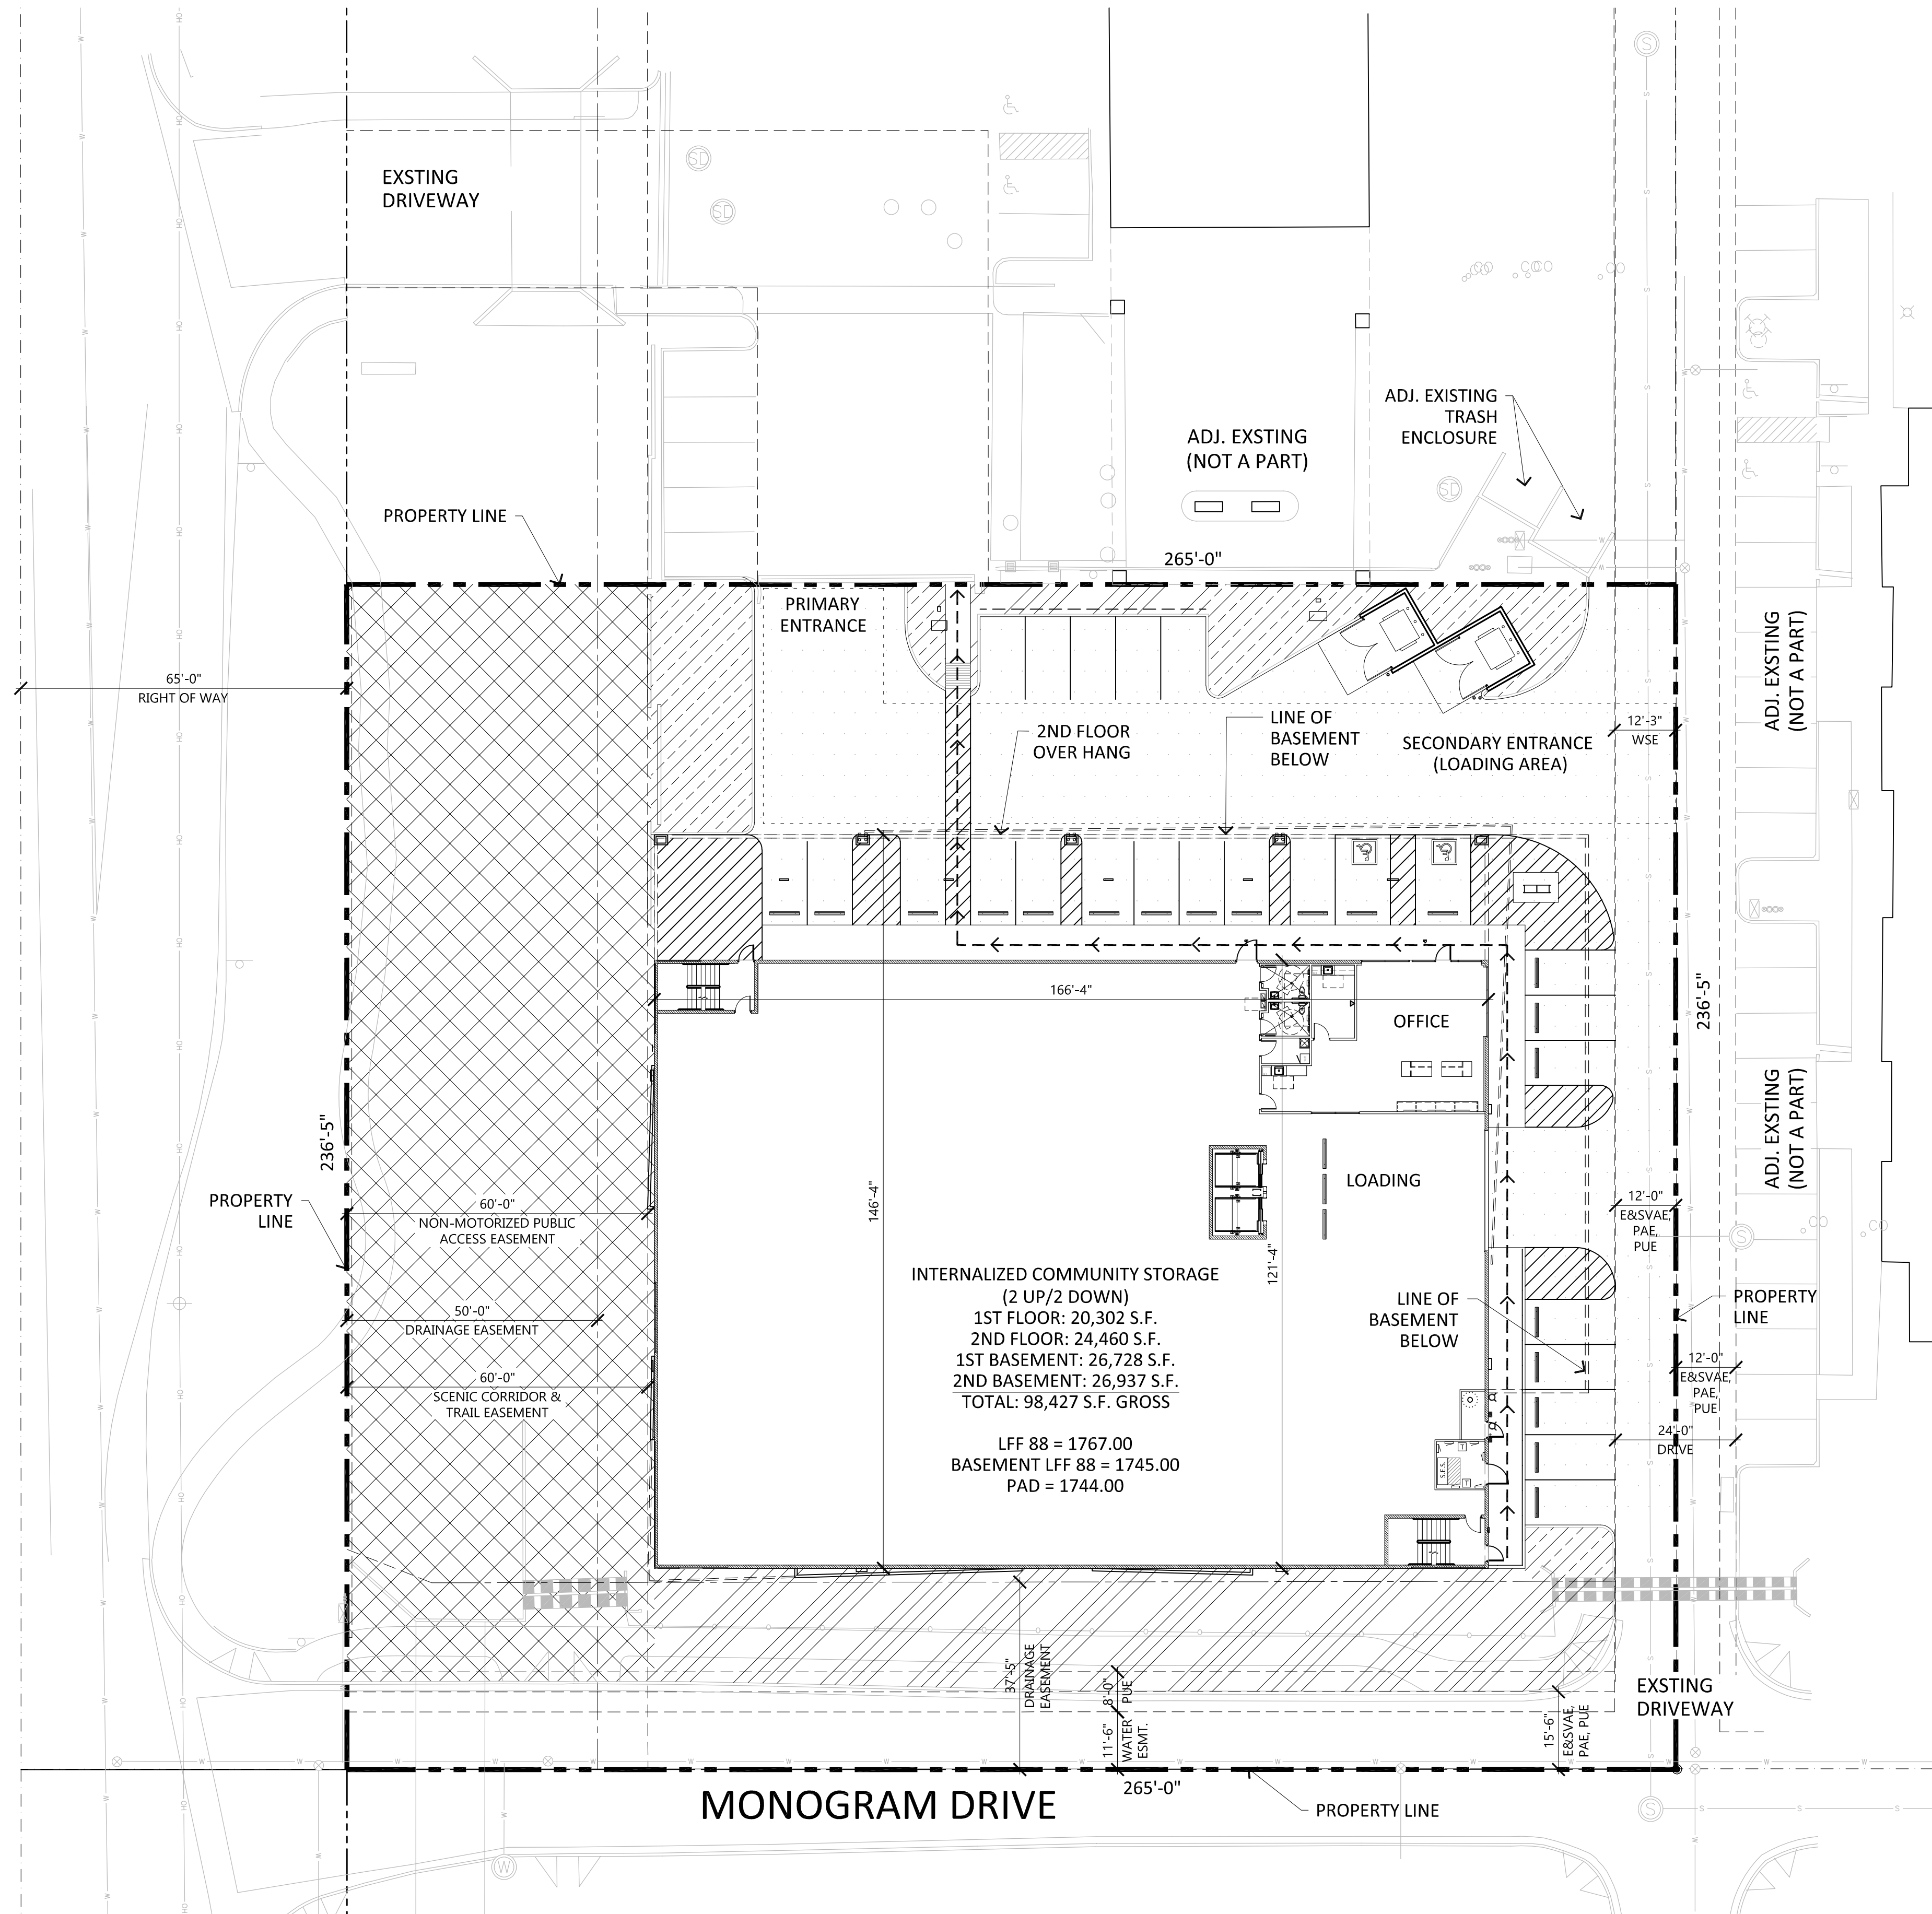 EXSTING
DRIVEWAY
SD
SD
S
ADJ. EXISTING
TRASH
ENCLOSURE
ADJ. EXSTING
(NOT A PART)
SD
PROPERTY LINE
265'-0"
PRIMARY
ENTRANCE
65'-0"
RIGHT OF WAY
2ND FLOOR
OVER HANG
LINE OF
BASEMENT
BELOW
SECONDARY ENTRANCE
(LOADING AREA)
12'-3"
WSE
ADJ. EXSTING
(NOT A PART)
166'-4"
OFFICE
236'-5"
236'-5"
PROPERTY
LINE
60'-0"
NON-MOTORIZED PUBLIC
ACCESS EASEMENT
146'-4"
LOADING
12'-0"
E&SVAE,
PAE,
PUE
ADJ. EXSTING
(NOT A PART)
S
CO
CO
121'-4"
50'-0"
DRAINAGE EASEMENT
60'-0"
SCENIC CORRIDOR &
TRAIL EASEMENT
INTERNALIZED COMMUNITY STORAGE
(2 UP/2 DOWN)
1ST FLOOR: 20,302 S.F.
2ND FLOOR: 24,460 S.F.
1ST BASEMENT: 26,728 S.F.
2ND BASEMENT: 26,937 S.F.
TOTAL: 98,427 S.F. GROSS
LFF 88 = 1767.00
BASEMENT LFF 88 = 1745.00
PAD = 1744.00
LINE OF
BASEMENT
BELOW
PROPERTY
LINE
12'-0"
E&SVAE,
PAE,
PUE
24'-0"
DRIVE
S.E.S.
T
T
37'-5"
DRAINAGE
EASEMENT
8'-0"
PUE
11'-6"
WATER
ESMT.
15'-6"
E&SVAE,
PAE, PUE
EXSTING
DRIVEWAY
MONOGRAM DRIVE
265'-0"
PROPERTY LINE
W
S